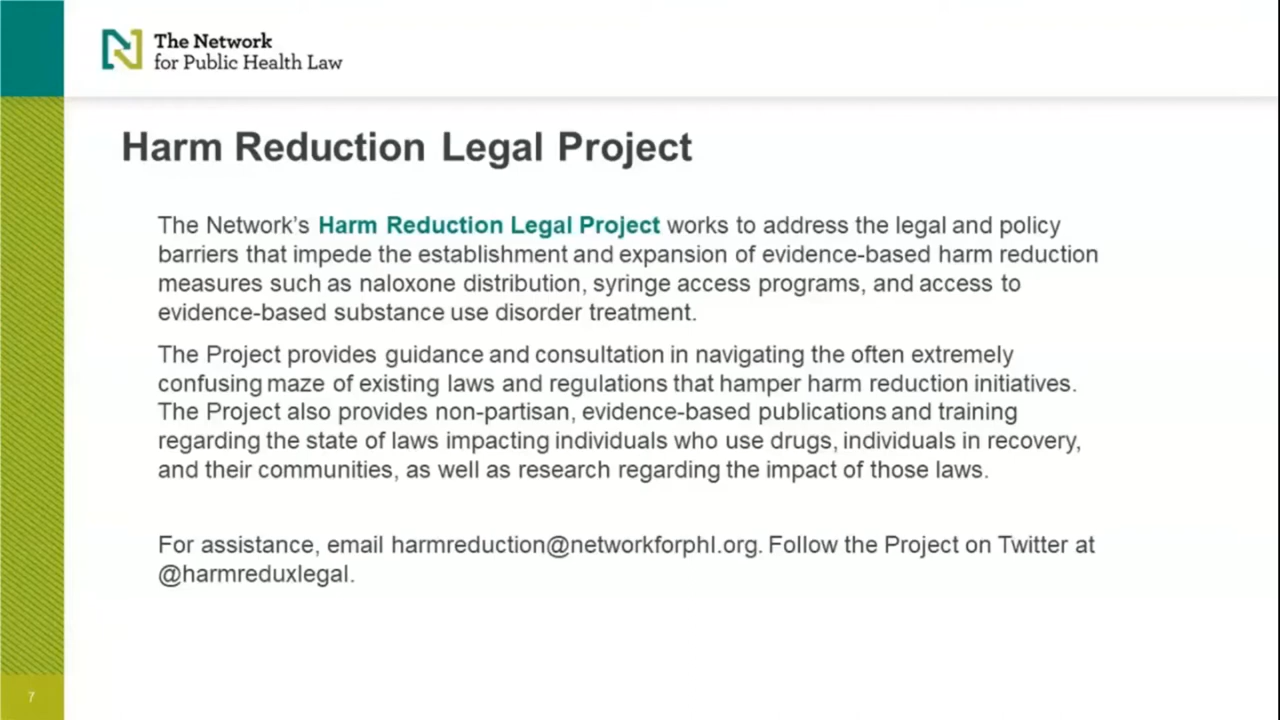 The Network
for Public Health Law
Harm Reduction Legal Project
The Network's Harm Reduction Legal Project works to address the legal and policy
barriers that impede the establishment and expansion of evidence-based harm reduction
measures such as naloxone distribution, syringe access programs, and access to
evidence-based substance use disorder treatment.
The Project provides guidance and consultation in navigating the often extremely
confusing maze of existing laws and regulations that hamper harm reduction initiatives.
The Project also provides non-partisan, evidence-based publications and training
regarding the state of laws impacting individuals who use drugs, individuals in recovery,
and their communities, as well as research regarding the impact of those laws.
For assistance, email harmreduction@networkforphl.org. Follow the Project on Twitter at
@harmreduxlegal.
7